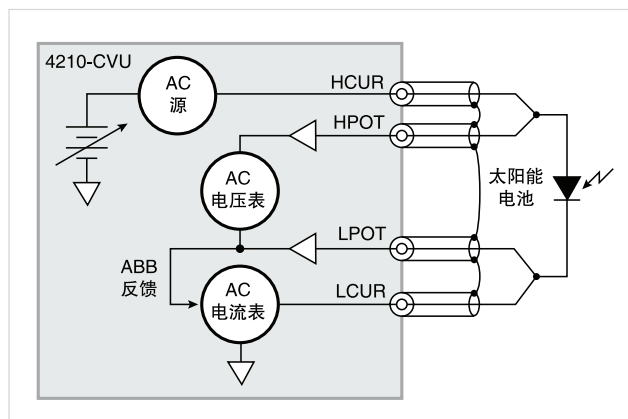 4210-CVU
AC
源
HCUR
HPOT
AC
电压表
太阳能
电池
LPOT
ABB
反馈
AC
电流表
LCUR